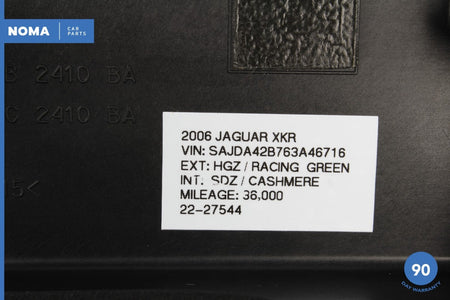 NOMA CAR PARTS
2410 BA
2410 BA
15<
2006 JAGUAR XKR
VIN: SAJDA42B763A46716
EXT: HGZ / RACING GREEN
INT: SDZ / CASHMERE
MILEAGE: 36,000
22-27544
90
DAY WARRANTY